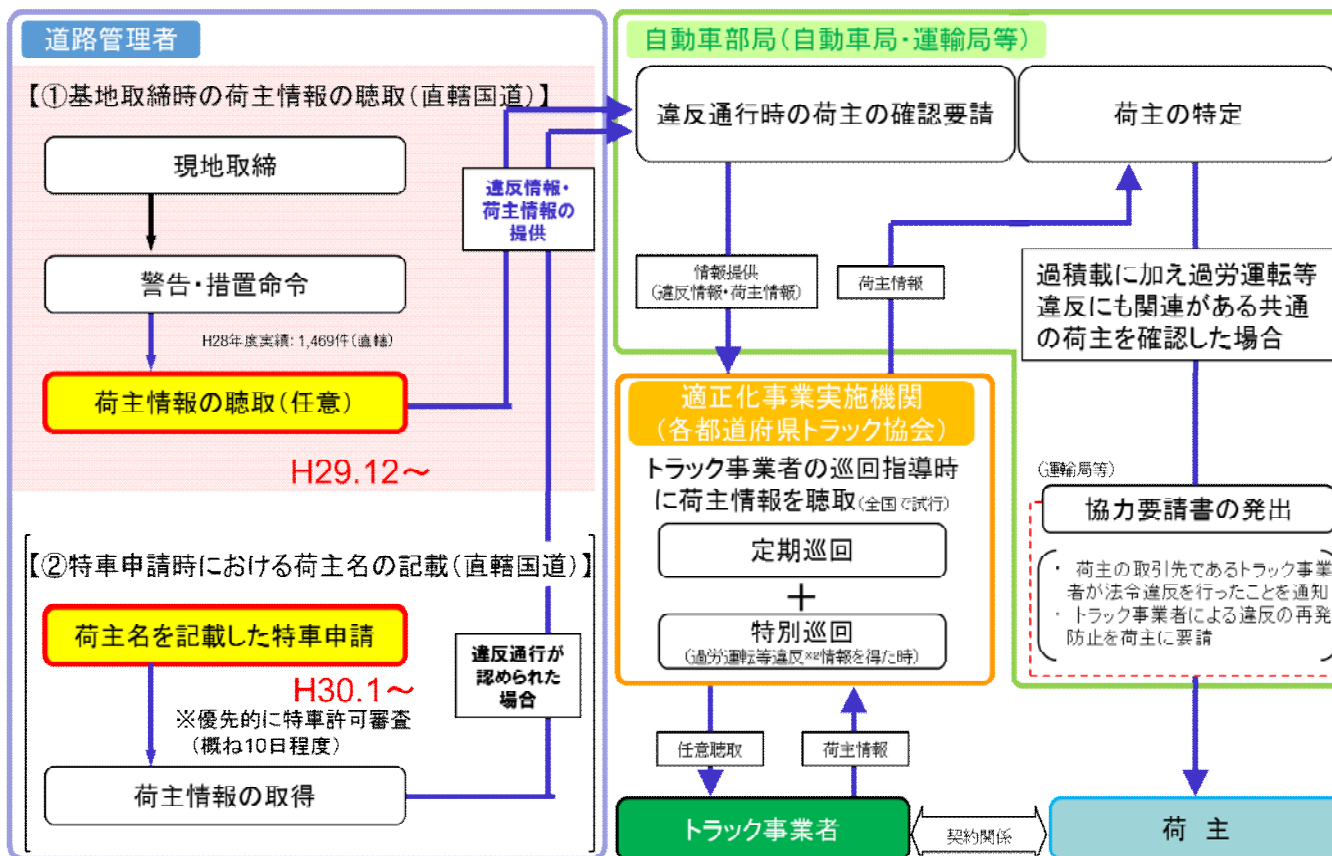 道路管理者
【①基地取締時の荷主情報の聴取(直轄国道)】
現地取締
警告・措置命令
H28年度実績:1,469件(直轄)
荷主情報の聴取(任意)
H29.12～
【②特車申請時における荷主名の記載(直轄国道)】
荷主名を記載した特車申請
H30.1～
※優先的に特車許可審査
(概ね10日程度)
荷主情報の取得
違反情報・
荷主情報の
提供
違反通行が
認められた
場合
自動車部局(自動車局・運輸局等)
違反通行時の荷主の確認要請
荷主の特定
情報提供
(違反情報・荷主情報)
荷主情報
過積載に加え過労運転等
違反にも関連がある共通
の荷主を確認した場合
適正化事業実施機関
(各都道府県トラック協会)
トラック事業者の巡回指導時
に荷主情報を聴取(全国で試行)
定期巡回
＋
特別巡回
(過労運転等違反※2情報を得た時)
任意聴取
荷主情報
(運輸局等)
協力要請書の発出
・ 荷主の取引先であるトラック事業
者が法令違反を行ったことを通知
・ トラック事業者による違反の再発
防止を荷主に要請
トラック事業者
契約関係
荷 主